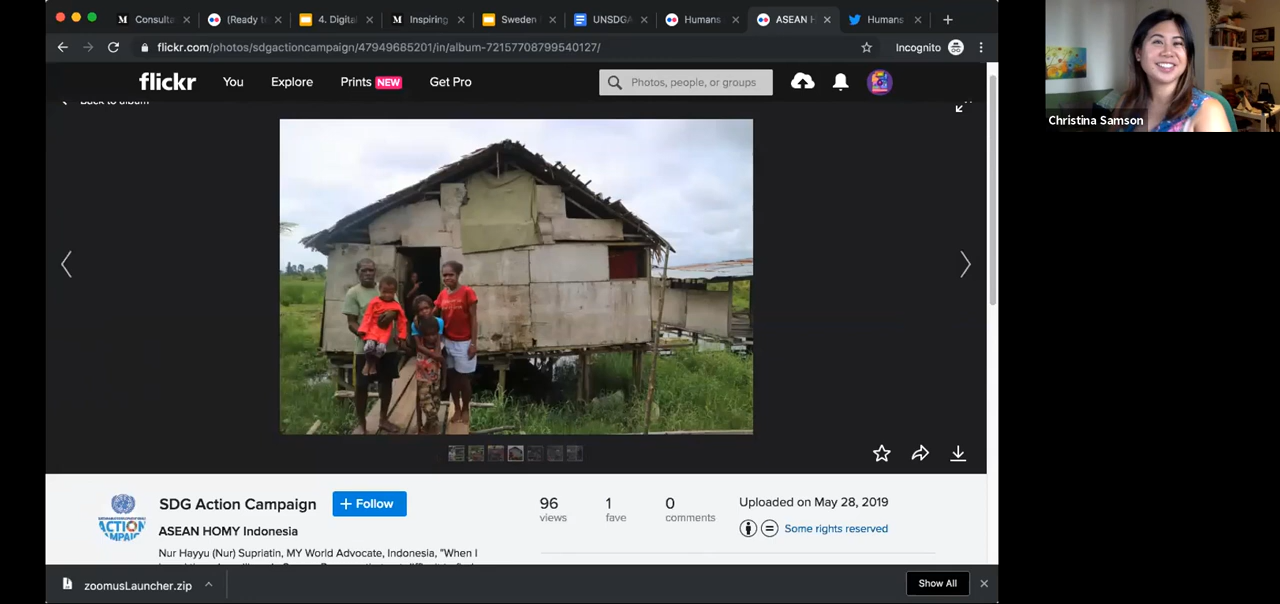 Consulta
(Ready t
4. Digital
Inspiring
Sweden
UNSDGA
Humans
ASEAN H
Humans
flickr.com/photos/sdgactioncampaign/47949685201/in/album-72157708799540127/
Incognito
flickr
You
Explore
Prints NEW
Get Pro
Photos, people, or groups
Back to album
Christina Samson
SDG Action Campaign
+ Follow
ASEAN HOMY Indonesia
Nur Hayyu (Nur) Supriatin, MY World Advocate, Indonesia, "When I
96
views
1
fave
0
comments
Uploaded on May 28, 2019
Some rights reserved
zoomusLauncher.zip
Show All